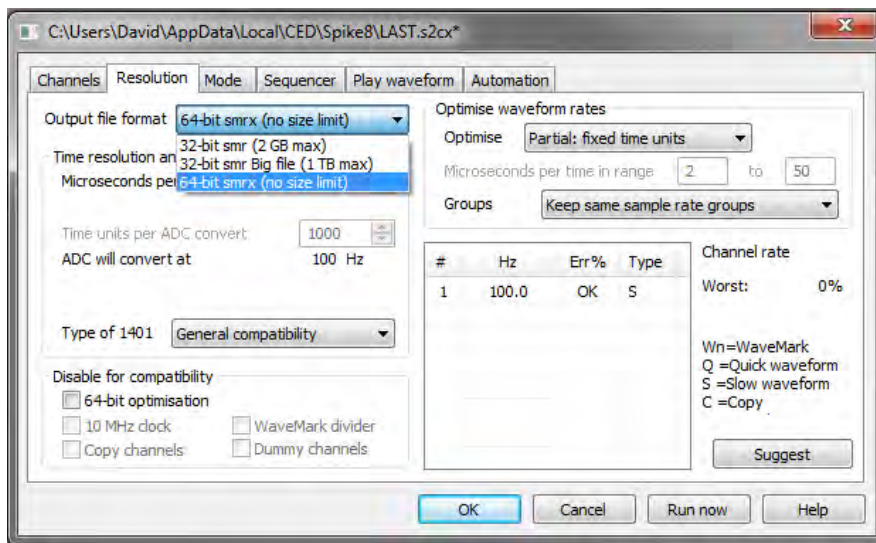 C:\Users\David\AppData\Local\CED\Spike8\LAST.s2cx*
Channels Resolution Mode Sequencer Play waveform Automation
Output file format 64-bit smrx (no size limit)
32-bit smr (2 GB max)
32-bit smr Big file (1 TB max)
64-bit smrx (no size limit)
Time resolution an
Microseconds pe
Time units per ADC convert 1000
ADC will convert at 100 Hz
Type of 1401 General compatibility
Disable for compatibility
64-bit optimisation
10 MHz clock WaveMark divider
Copy channels Dummy channels
Optimise waveform rates
Optimise Partial: fixed time units
Microseconds per time in range 2 to 50
Groups Keep same sample rate groups
# Hz Err% Type
1 100.0 OK S
Channel rate
Worst: 0%
Wn=WaveMark
Q =Quick waveform
S =Slow waveform
C =Copy
Suggest
OK Cancel Run now Help